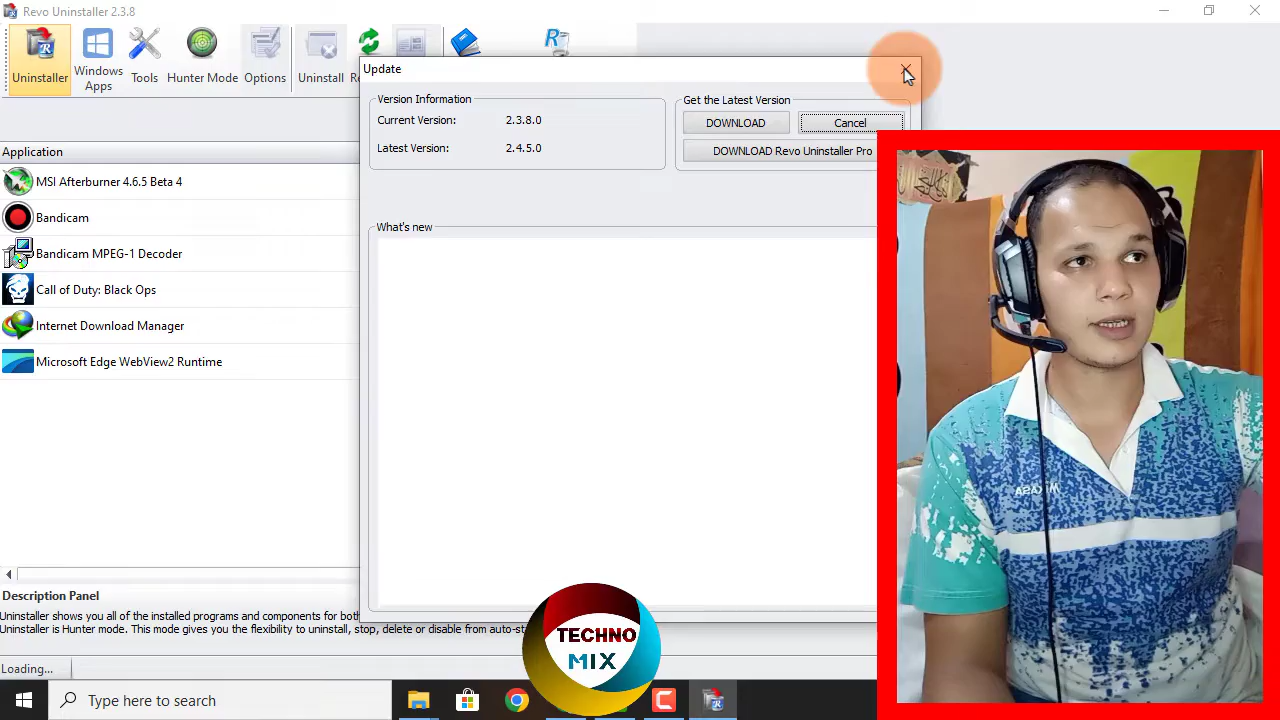 Revo Uninstaller 2.3.8
Uninstaller
Windows Apps
Tools
Hunter Mode
Options
Uninstall
Update
Version Information
Current Version: 2.3.8.0
Latest Version: 2.4.5.0
Get the Latest Version
DOWNLOAD
Cancel
DOWNLOAD Revo Uninstaller Pro
Application
MSI Afterburner 4.6.5 Beta 4
Bandicam
Bandicam MPEG-1 Decoder
Call of Duty: Black Ops
Internet Download Manager
Microsoft Edge WebView2 Runtime
What's new
Description Panel
Uninstaller shows you all of the installed programs and components for both
Uninstaller is Hunter mode. This mode gives you the flexibility to uninstall, stop, delete or disable from auto-st
Loading...
TECHNO
MIX
Type here to search